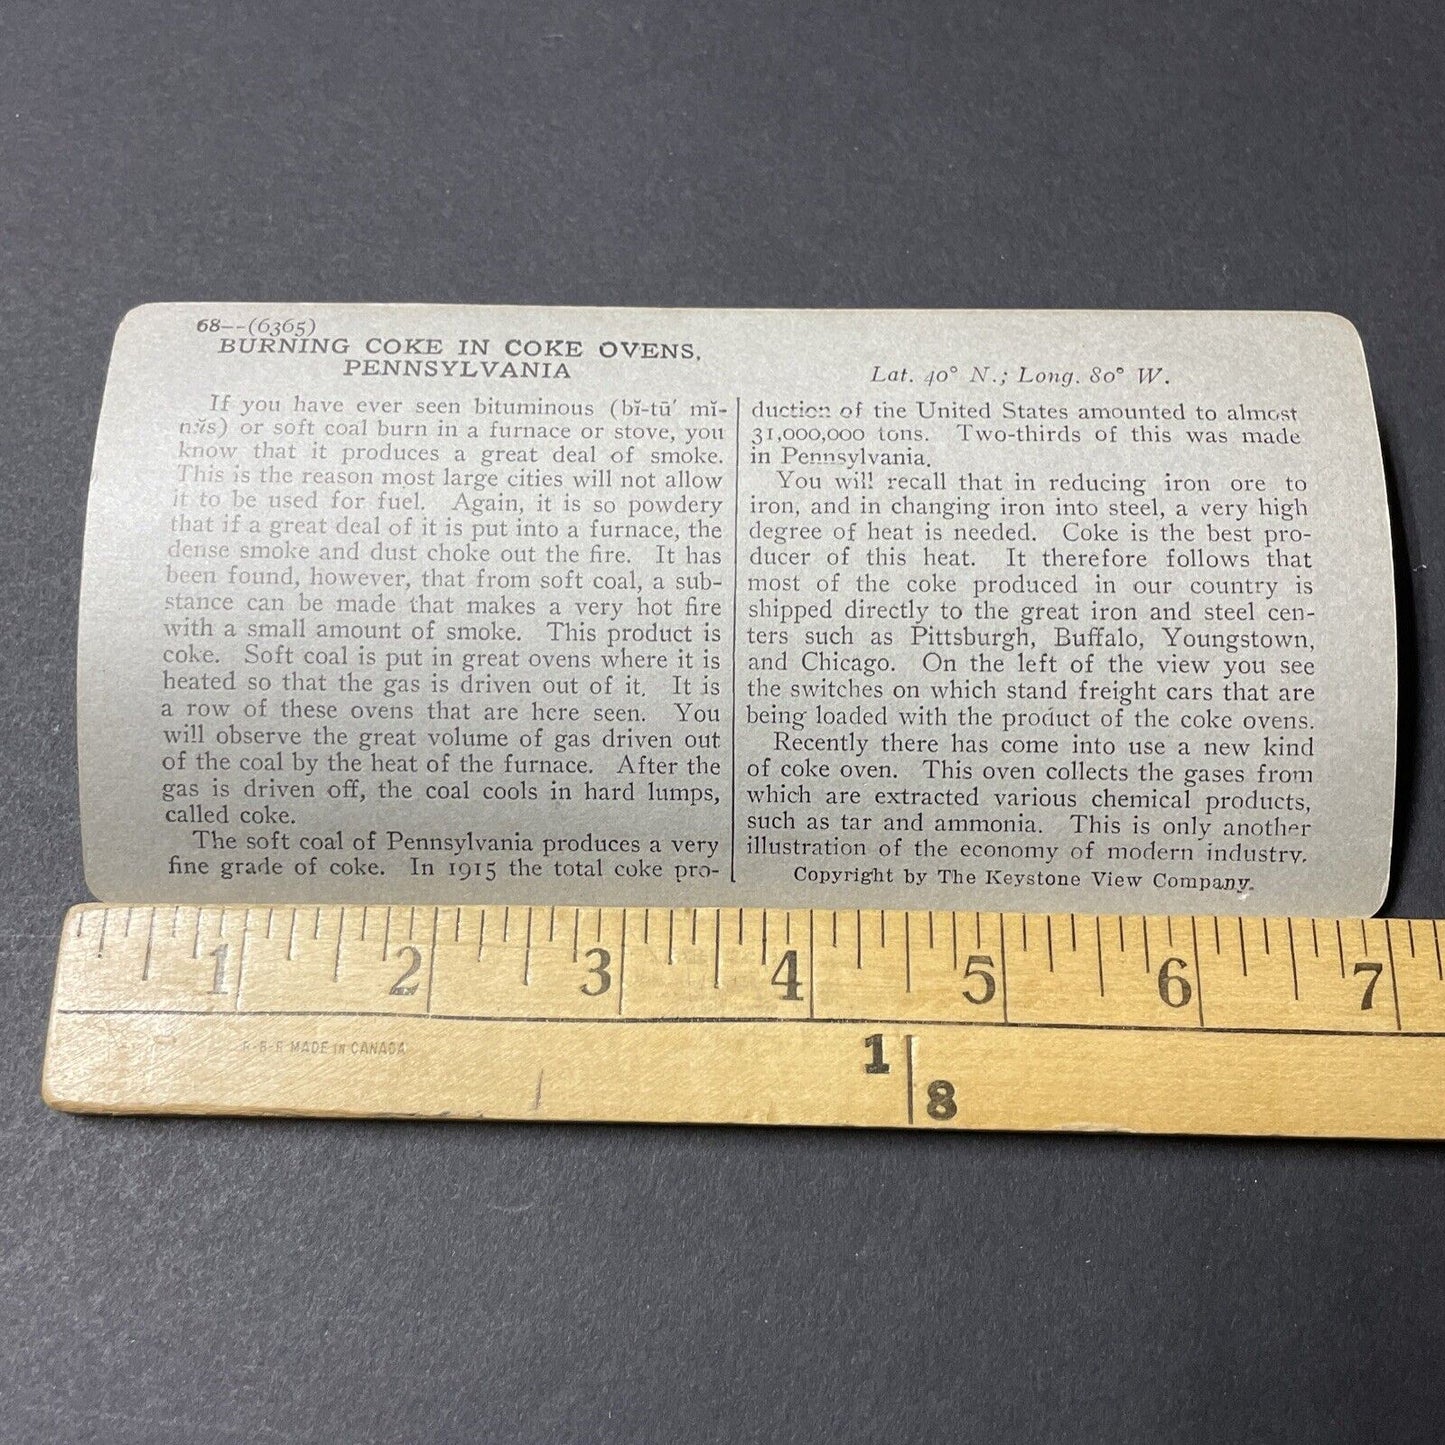 68--(6365)
BURNING COKE IN COKE OVENS,
PENNSYLVANIA
Lat. 40° N.; Long. 80° W.
If you have ever seen bituminous (bĭ-tū′ mĭ-
nŭs) or soft coal burn in a furnace or stove, you
know that it produces a great deal of smoke.
This is the reason most large cities will not allow
it to be used for fuel. Again, it is so powdery
that if a great deal of it is put into a furnace, the
dense smoke and dust choke out the fire. It has
been found, however, that from soft coal, a sub-
stance can be made that makes a very hot fire
with a small amount of smoke. This product is
coke. Soft coal is put in great ovens where it is
heated so that the gas is driven out of it. It is
a row of these ovens that are here seen. You
will observe the great volume of gas driven out
of the coal by the heat of the furnace. After the
gas is driven off, the coal cools in hard lumps,
called coke.
The soft coal of Pennsylvania produces a very
fine grade of coke. In 1915 the total coke pro-
duction of the United States amounted to almost
31,000,000 tons. Two-thirds of this was made
in Pennsylvania.
You will recall that in reducing iron ore to
iron, and in changing iron into steel, a very high
degree of heat is needed. Coke is the best pro-
ducer of this heat. It therefore follows that
most of the coke produced in our country is
shipped directly to the great iron and steel cen-
ters such as Pittsburgh, Buffalo, Youngstown,
and Chicago. On the left of the view you see
the switches on which stand freight cars that are
being loaded with the product of the coke ovens.
Recently there has come into use a new kind
of coke oven. This oven collects the gases from
which are extracted various chemical products,
such as tar and ammonia. This is only another
illustration of the economy of modern industry.
Copyright by The Keystone View Company.
1 2 3 4 5 6 7
MADE IN CANADA
1
8